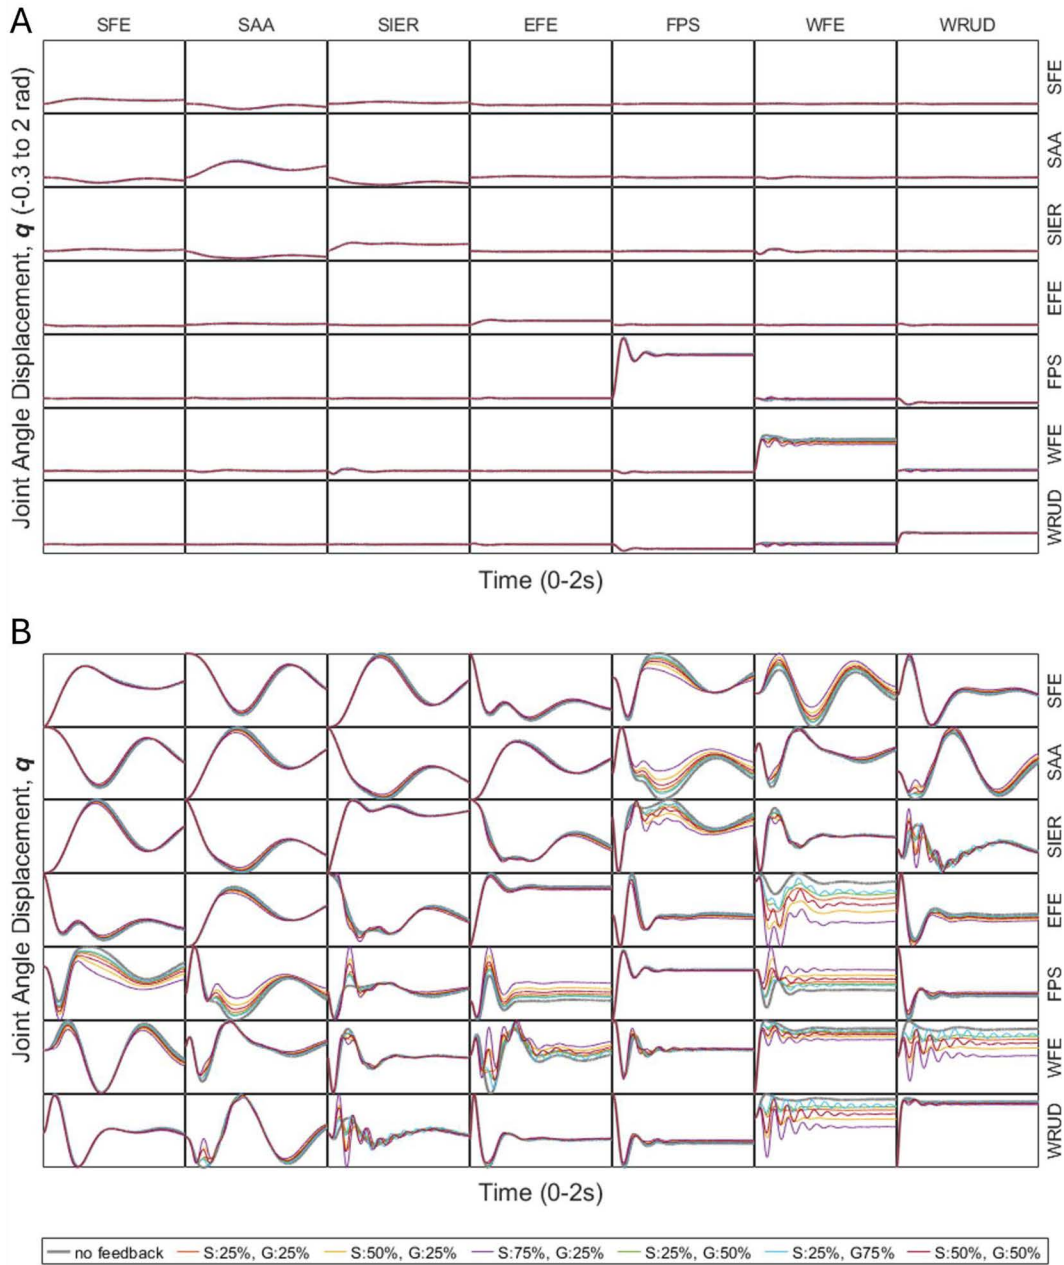 A
SFE SAA SIER EFE FPS WFE WRUD
Joint Angle Displacement, q (-0.3 to 2 rad)
SFE
SAA
SIER
EFE
FPS
WFE
WRUD
Time (0-2s)
B
Joint Angle Displacement, q
SFE
SAA
SIER
EFE
FPS
WFE
WRUD
Time (0-2s)
no feedback S:25%, G:25% S:50%, G:25% S:75%, G:25% S:25%, G:50% S:25%, G75% S:50%, G:50%